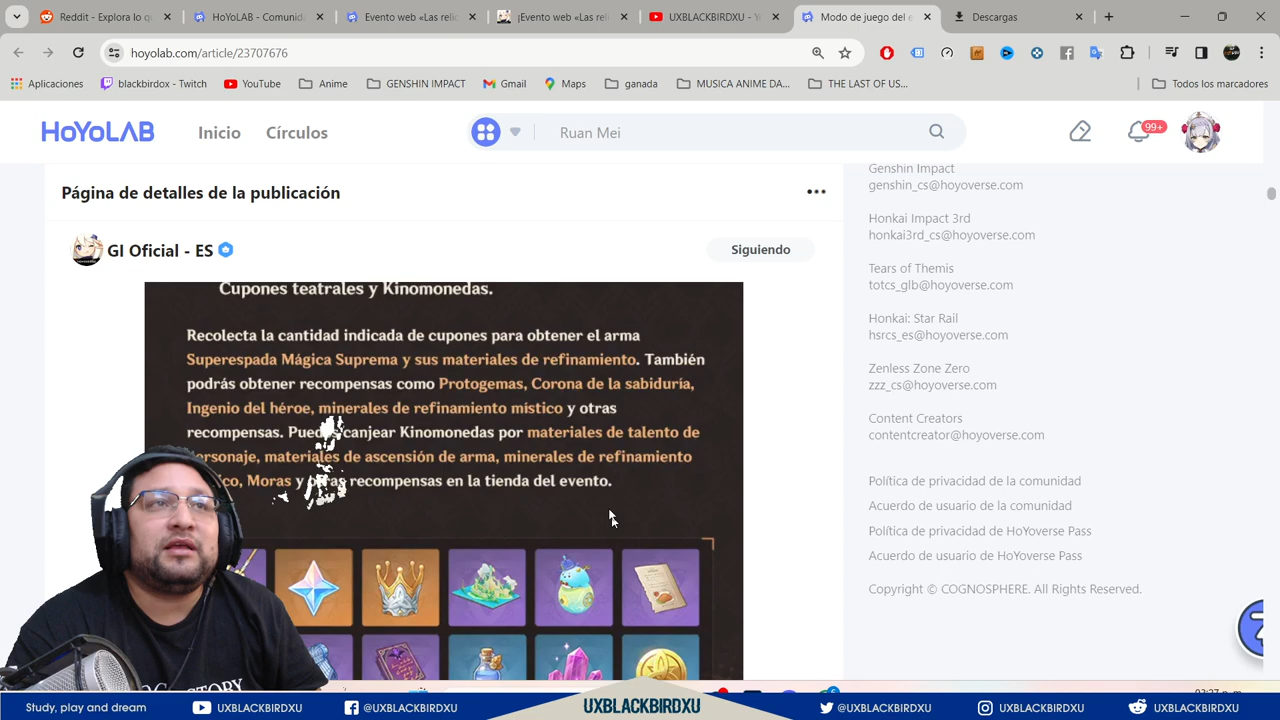 Reddit - Explora lo q
HoYoLAB - Comunida
Evento web «Las relic
¡Evento web «Las reli
UXBLACKBIRDXU - Y
Modo de juego del e
Descargas
hoyolab.com/article/23707676
Aplicaciones
blackbirdox - Twitch
YouTube
Anime
GENSHIN IMPACT
Gmail
Maps
ganada
MUSICA ANIME DA...
THE LAST OF US...
Todos los marcadores
HoYoLAB
Inicio
Círculos
Ruan Mei
99+
Página de detalles de la publicación
GI Oficial - ES
Siguiendo
Cupones teatrales y Kinomonedas.
Recolecta la cantidad indicada de cupones para obtener el arma
Superespada Mágica Suprema y sus materiales de refinamiento. También
podrás obtener recompensas como Protogemas, Corona de la sabiduría,
Ingenio del héroe, minerales de refinamiento místico y otras
recompensas. canjear Kinomonedas por materiales de talento de
materiales de ascensión de arma, minerales de refinamiento
Moras y recompensas en la tienda del evento.
Genshin Impact
genshin_cs@hoyoverse.com
Honkai Impact 3rd
honkai3rd_cs@hoyoverse.com
Tears of Themis
totcs_glb@hoyoverse.com
Honkai: Star Rail
hsrcs_es@hoyoverse.com
Zenless Zone Zero
zzz_cs@hoyoverse.com
Content Creators
contentcreator@hoyoverse.com
Política de privacidad de la comunidad
Acuerdo de usuario de la comunidad
Política de privacidad de HoYoverse Pass
Acuerdo de usuario de HoYoverse Pass
Copyright © COGNOSPHERE. All Rights Reserved.
Study, play and dream
UXBLACKBIRDXU
@UXBLACKBIRDXU
UXBLACKBIRDXU
@UXBLACKBIRDXU
UXBLACKBIRDXU
UXBLACKBIRDXU